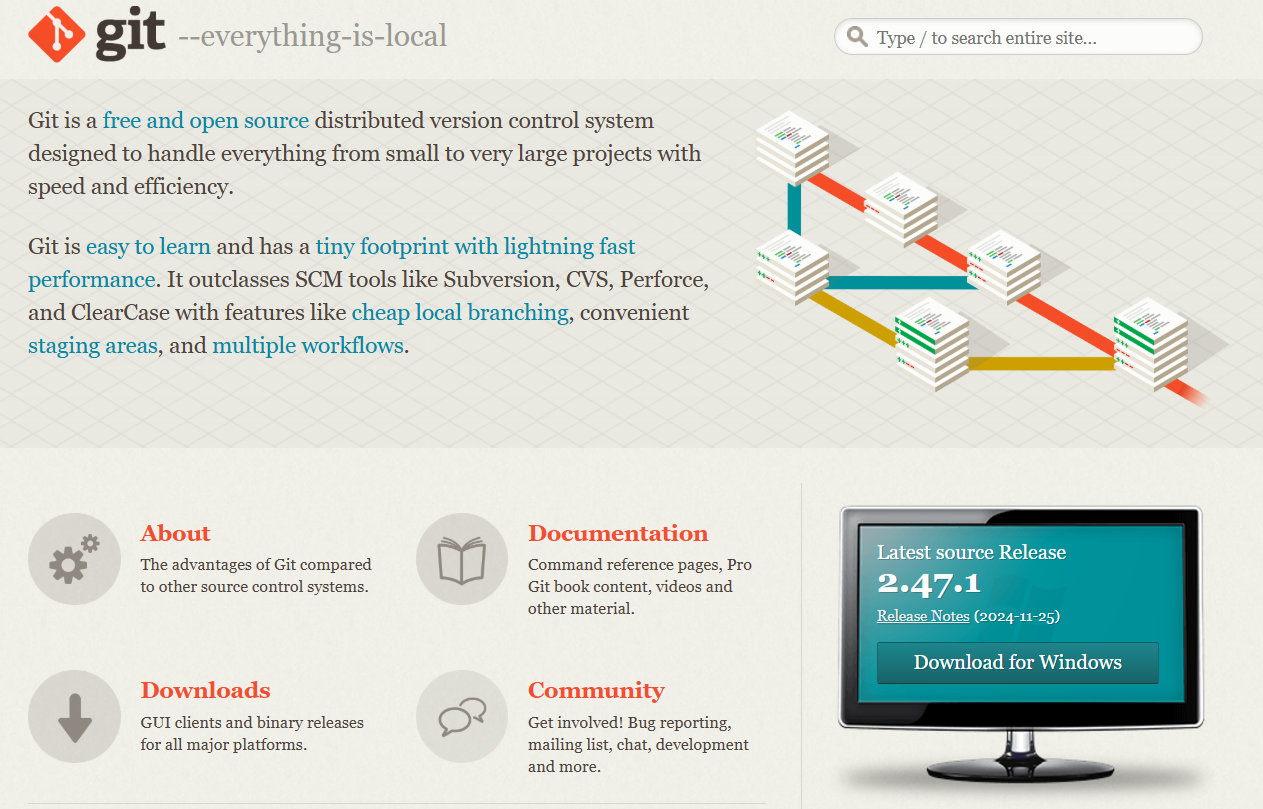 git --everything-is-local
Type / to search entire site...
Git is a free and open source distributed version control system
designed to handle everything from small to very large projects with
speed and efficiency.
Git is easy to learn and has a tiny footprint with lightning fast
performance. It outclasses SCM tools like Subversion, CVS, Perforce,
and ClearCase with features like cheap local branching, convenient
staging areas, and multiple workflows.
About
The advantages of Git compared
to other source control systems.
Documentation
Command reference pages, Pro
Git book content, videos and
other material.
Downloads
GUI clients and binary releases
for all major platforms.
Community
Get involved! Bug reporting,
mailing list, chat, development
and more.
Latest source Release
2.47.1
Release Notes (2024-11-25)
Download for Windows